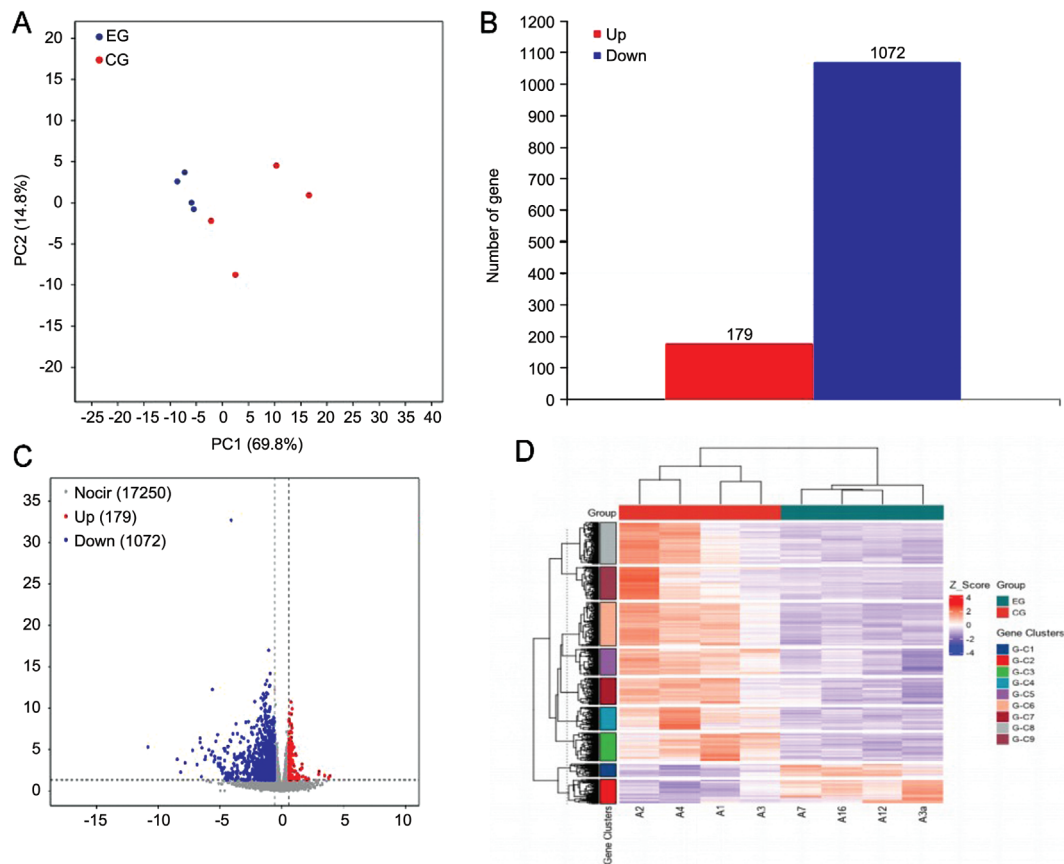 A
EG
CG
20
15
10
5
0
-5
-10
-15
-20
PC2 (14.8%)
-25 -20 -15 -10 -5 0 5 10 15 20 25 30 35 40
PC1 (69.8%)
B
Up
Down
1200
1100
1000
900
800
700
600
500
400
300
200
100
0
Number of gene
179
1072
C
Nocir (17250)
Up (179)
Down (1072)
35
30
25
20
15
10
5
0
-15 -10 -5 0 5 10
D
Group
Gene Clusters
A2 A4 A1 A3 A7 A16 A12 A3a
Z_Score
4
2
0
-2
-4
Group
EG
CG
Gene Clusters
G-C1
G-C2
G-C3
G-C4
G-C5
G-C6
G-C7
G-C8
G-C9